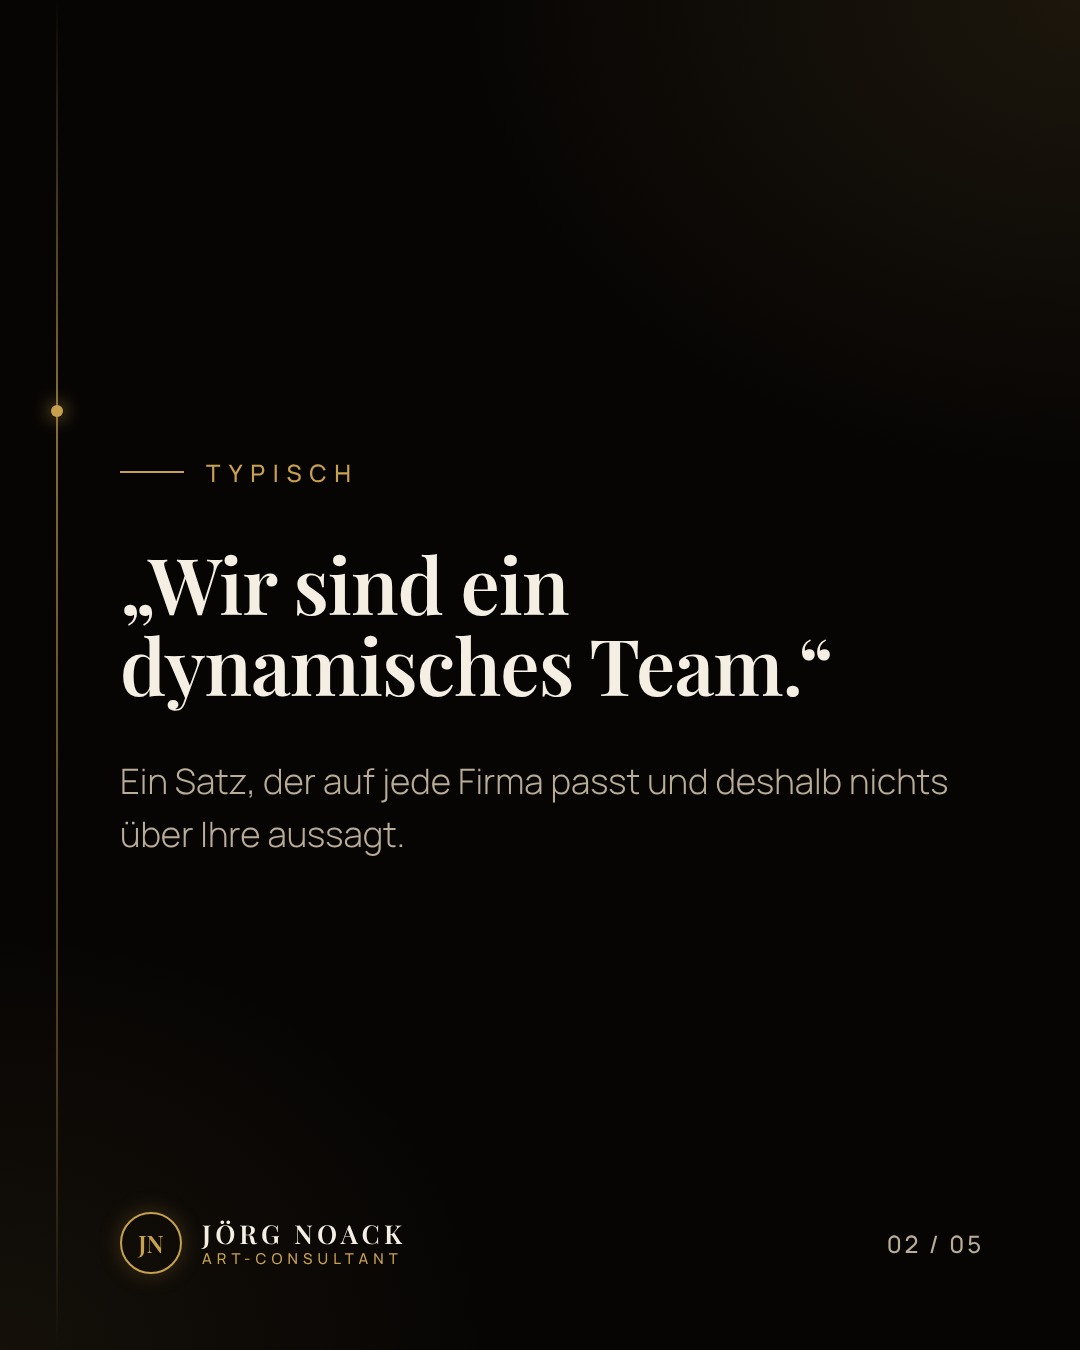 TYPISCH
„Wir sind ein
dynamisches Team.“
Ein Satz, der auf jede Firma passt und deshalb nichts
über Ihre aussagt.
JN
JÖRG NOACK
ART-CONSULTANT
02 / 05